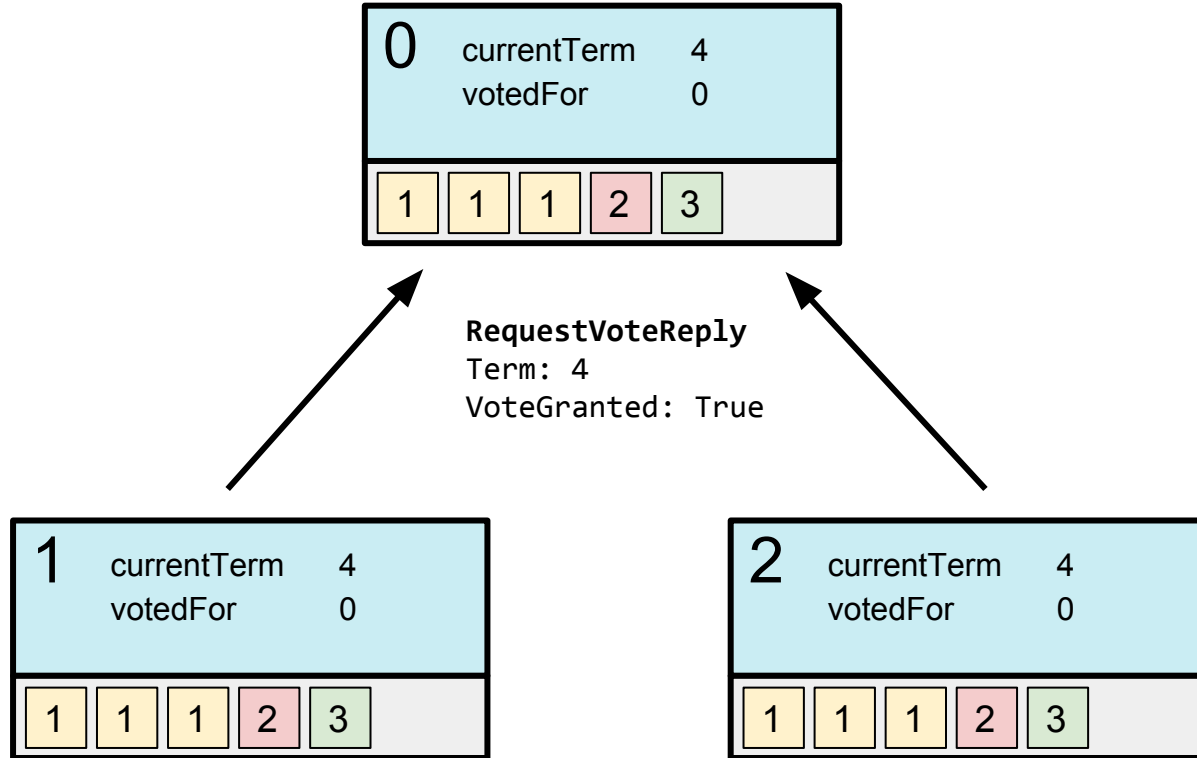 0
currentTerm 4
votedFor 0
1 1 1 2 3
RequestVoteReply
Term: 4
VoteGranted: True
1
currentTerm 4
votedFor 0
1 1 1 2 3
2
currentTerm 4
votedFor 0
1 1 1 2 3